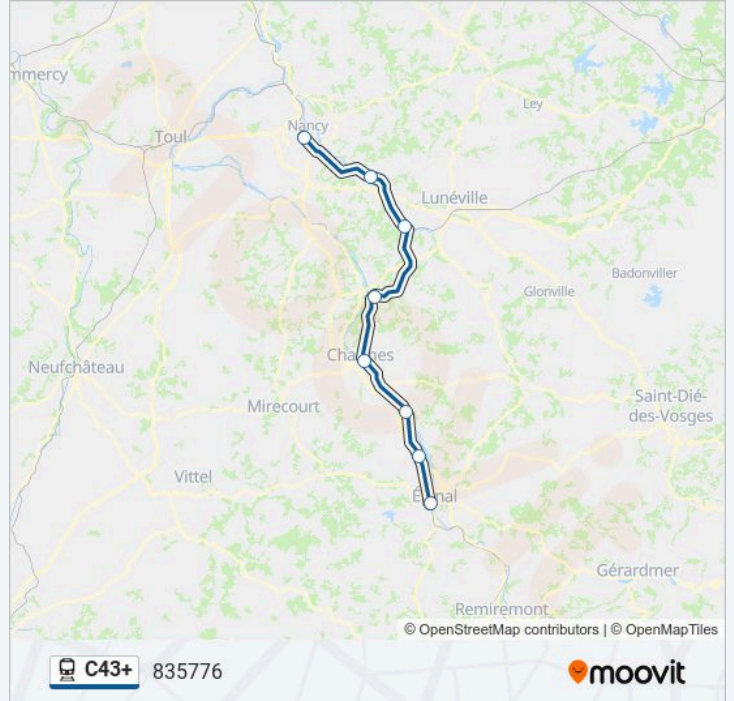 mmercy
Ley
Nancy
Toul
Lunéville
Badonviller
Glonville
Charmes
Neufchâteau
Mirecourt
Saint-Dié-
des-Vosges
Vittel
Épinal
Gérardmer
Remiremont
© OpenStreetMap contributors | © OpenMapTiles
C43+ 835776
moovit